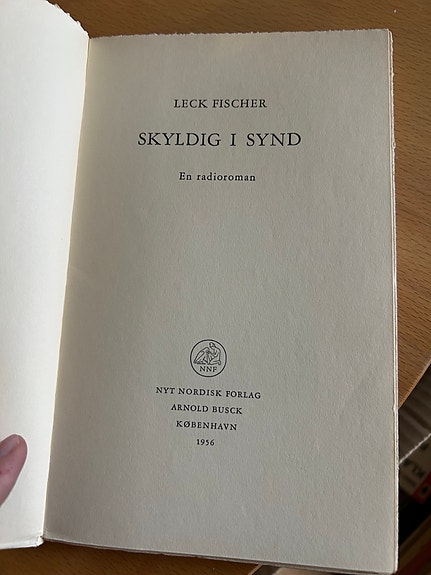 LECK FISCHER
SKYLDIG I SYND
En radioroman
NNF
NYT NORDISK FORLAG
ARNOLD BUSCK
KØBENHAVN
1956